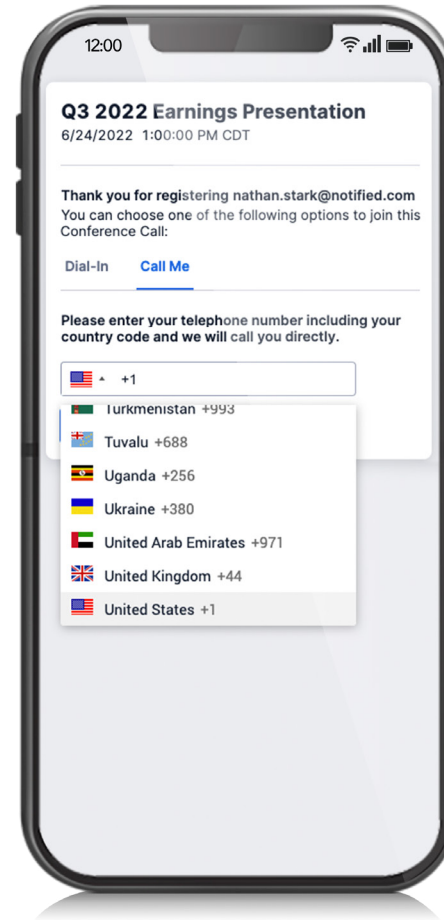 12:00
Q3 2022 Earnings Presentation
6/24/2022 1:00:00 PM CDT
Thank you for registering nathan.stark@notified.com
You can choose one of the following options to join this
Conference Call:
Dial-In Call Me
Please enter your telephone number including your
country code and we will call you directly.
+1
Turkmenistan +993
Tuvalu +688
Uganda +256
Ukraine +380
United Arab Emirates +971
United Kingdom +44
United States +1